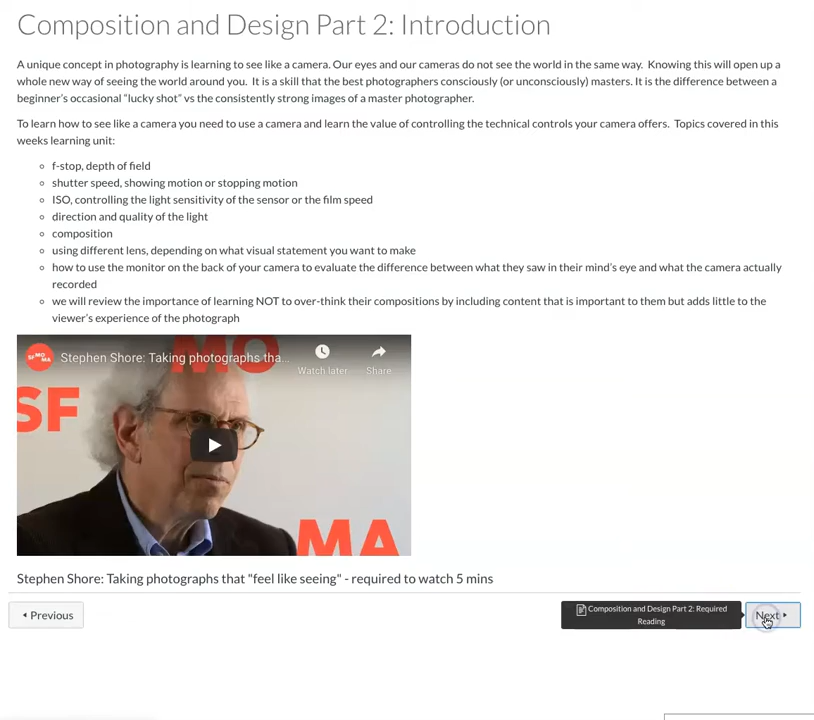 Composition and Design Part 2: Introduction
A unique concept in photography is learning to see like a camera. Our eyes and our cameras do not see the world in the same way.  Knowing this will open up a
whole new way of seeing the world around you.  It is a skill that the best photographers consciously (or unconsciously) masters. It is the difference between a
beginner's occasional "lucky shot" vs the consistently strong images of a master photographer.
To learn how to see like a camera you need to use a camera and learn the value of controlling the technical controls your camera offers.  Topics covered in this
weeks learning unit:
f-stop, depth of field
shutter speed, showing motion or stopping motion
ISO, controlling the light sensitivity of the sensor or the film speed
direction and quality of the light
composition
using different lens, depending on what visual statement you want to make
how to use the monitor on the back of your camera to evaluate the difference between what they saw in their mind's eye and what the camera actually
recorded
we will review the importance of learning NOT to over-think their compositions by including content that is important to them but adds little to the
viewer's experience of the photograph
SF MO MA
Stephen Shore: Taking photographs tha...
Watch later
Share
MO
SF
MA
Stephen Shore: Taking photographs that "feel like seeing" - required to watch 5 mins
Previous
Composition and Design Part 2: Required
Reading
Next